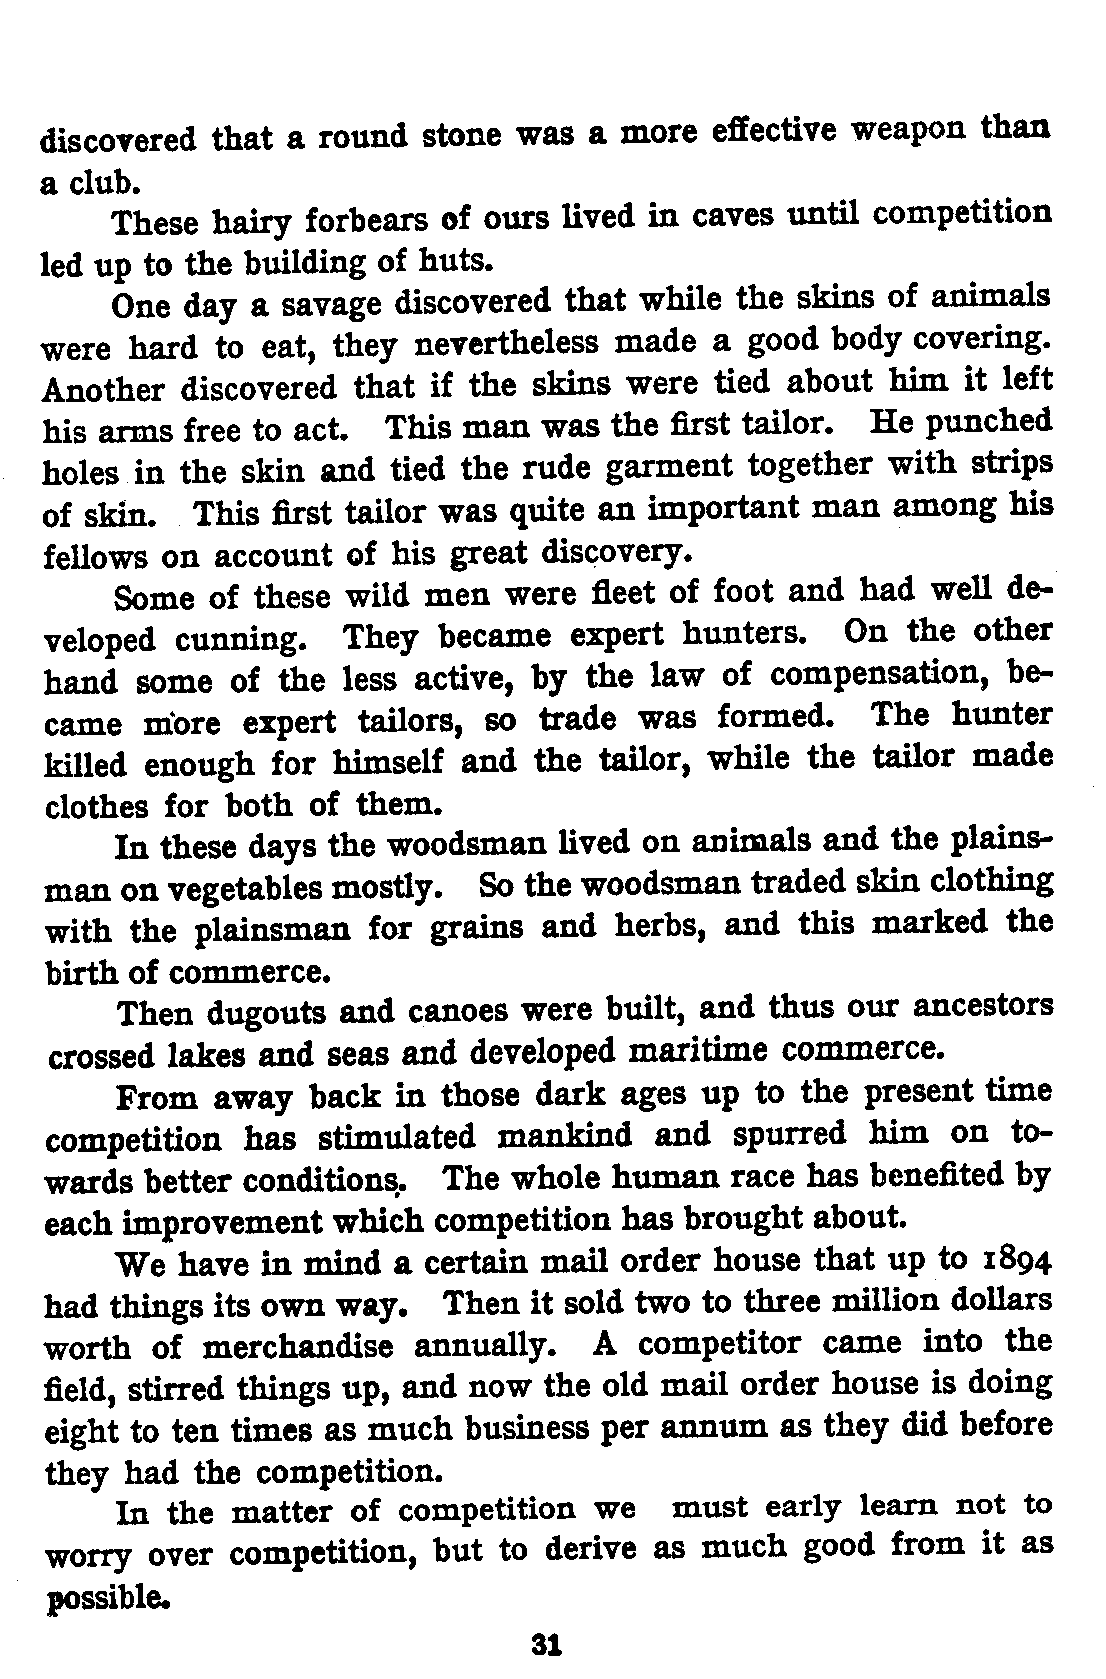 discovered that a round stone was a more effective weapon than
a club.
These hairy forbears of ours lived in caves until competition
led up to the building of huts.
One day a savage discovered that while the skins of animals
were hard to eat, they nevertheless made a good body covering.
Another discovered that if the skins were tied about him it left
his arms free to act. This man was the first tailor. He punched
holes in the skin and tied the rude garment together with strips
of skin. This first tailor was quite an important man among his
fellows on account of his great discovery.
Some of these wild men were fleet of foot and had well de-
veloped cunning. They became expert hunters. On the other
hand some of the less active, by the law of compensation, be-
came more expert tailors, so trade was formed. The hunter
killed enough for himself and the tailor, while the tailor made
clothes for both of them.
In these days the woodsman lived on animals and the plains-
man on vegetables mostly. So the woodsman traded skin clothing
with the plainsman for grains and herbs, and this marked the
birth of commerce.
Then dugouts and canoes were built, and thus our ancestors
crossed lakes and seas and developed maritime commerce.
From away back in those dark ages up to the present time
competition has stimulated mankind and spurred him on to-
wards better conditions. The whole human race has benefited by
each improvement which competition has brought about.
We have in mind a certain mail order house that up to 1894
had things its own way. Then it sold two to three million dollars
worth of merchandise annually. A competitor came into the
field, stirred things up, and now the old mail order house is doing
eight to ten times as much business per annum as they did before
they had the competition.
In the matter of competition we must early learn not to
worry over competition, but to derive as much good from it as
possible.
31